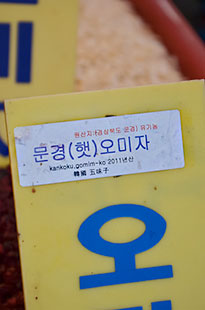 원산지:(경상북도 문경) 유기농
문경(햇)오미자
kankoku.gomim-ko 2011년산
韓國 五味子
오